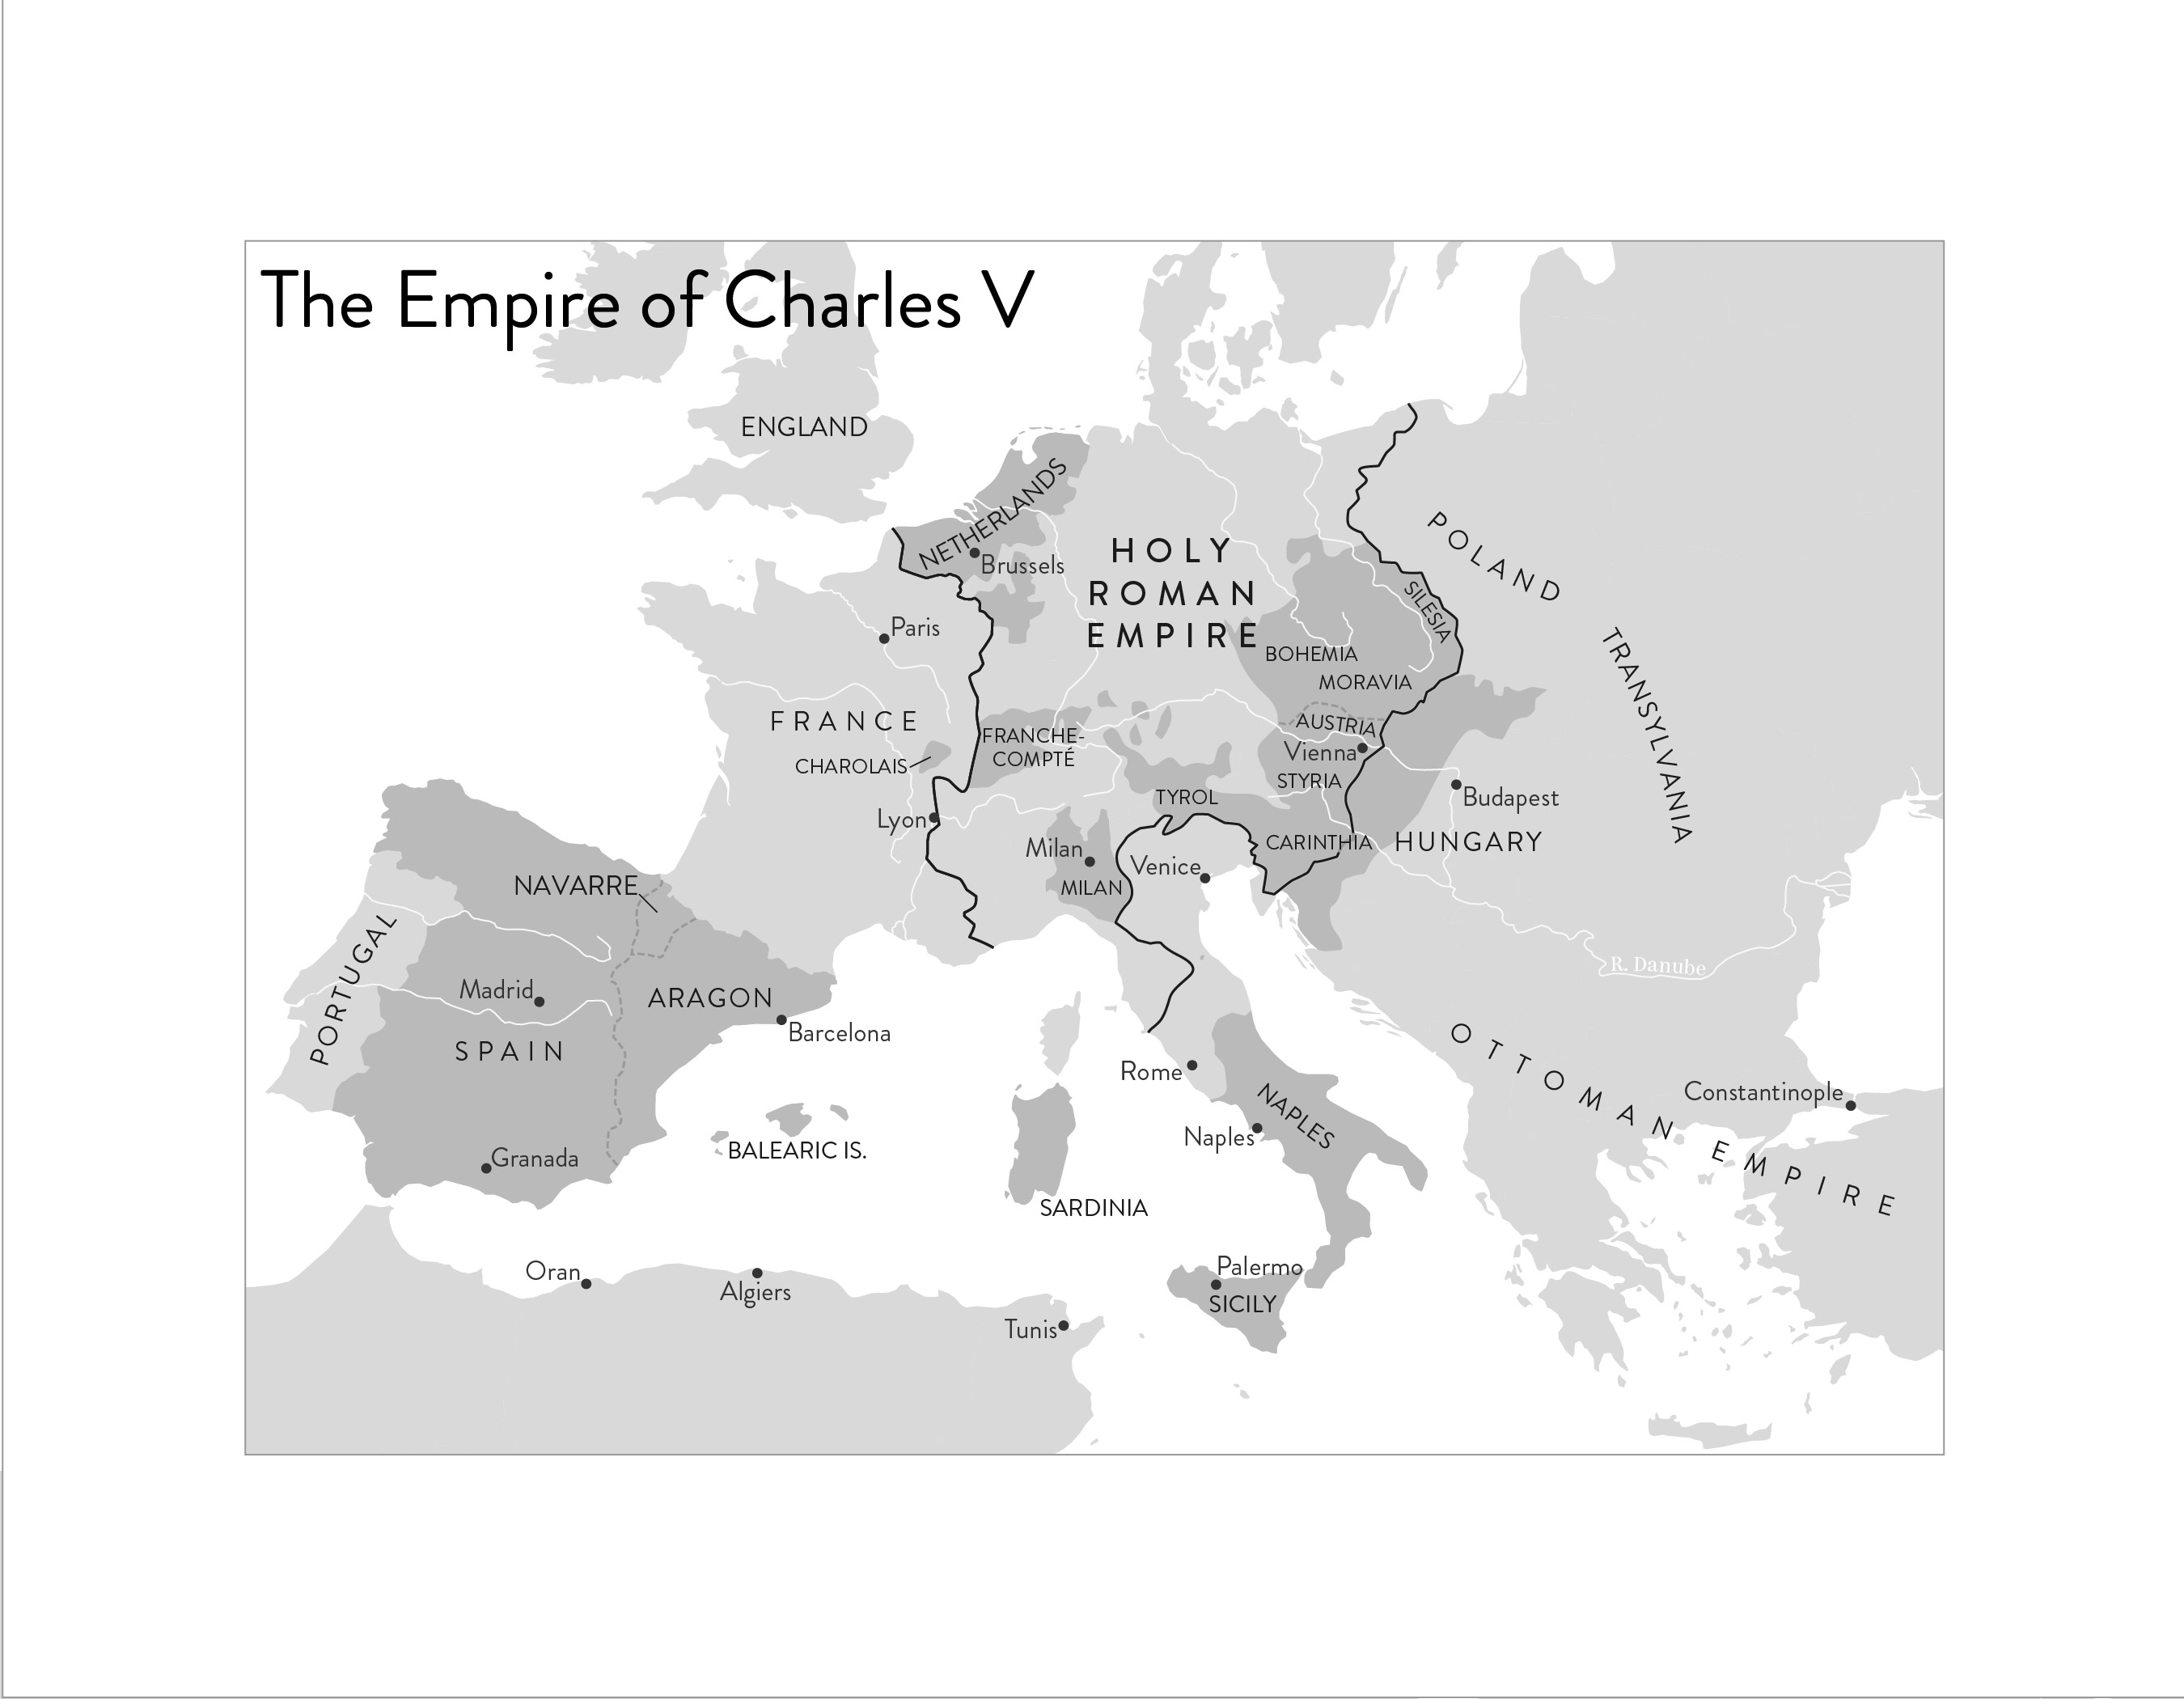 The Empire of Charles V
ENGLAND
NETHERLANDS
Brussels
HOLY
ROMAN
EMPIRE
POLAND
SILESIA
Paris
BOHEMIA
MORAVIA
TRANSYLVANIA
FRANCE
AUSTRIA
FRANCHE-
COMPTÉ
Vienna
CHAROLAIS
STYRIA
TYROL
Budapest
Lyon
CARINTHIA
HUNGARY
Milan
Venice
MILAN
NAVARRE
PORTUGAL
R. Danube
Madrid
ARAGON
Barcelona
SPAIN
OTTOMAN EMPIRE
Rome
Constantinople
NAPLES
Naples
BALEARIC IS.
Granada
SARDINIA
Palermo
SICILY
Oran
Algiers
Tunis